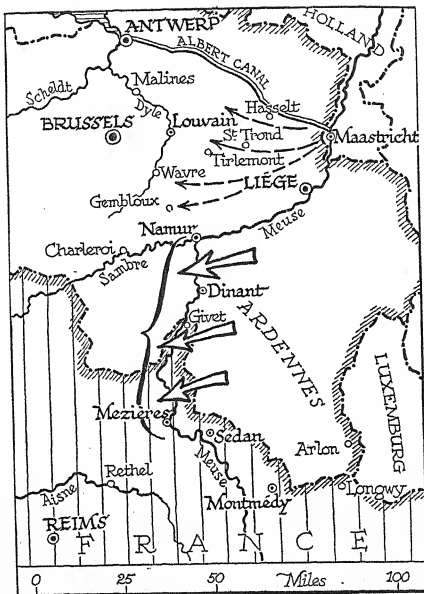 HOLLAND
ANTWERP
ALBERT CANAL
Scheldt
Malines
Dyle
Hasselt
BRUSSELS
Louvain
St Trond
Maastricht
Tirlemont
Wavre
LIÉGE
Gembloux
Namur
Meuse
Charleroi
Sambre
Dinant
Givet
ARDENNES
LUXEMBURG
Mezières
Sedan
Arlon
Meuse
Rethel
Aisne
Montmédy
Longwy
REIMS
FRANCE
0 25 50 Miles 100